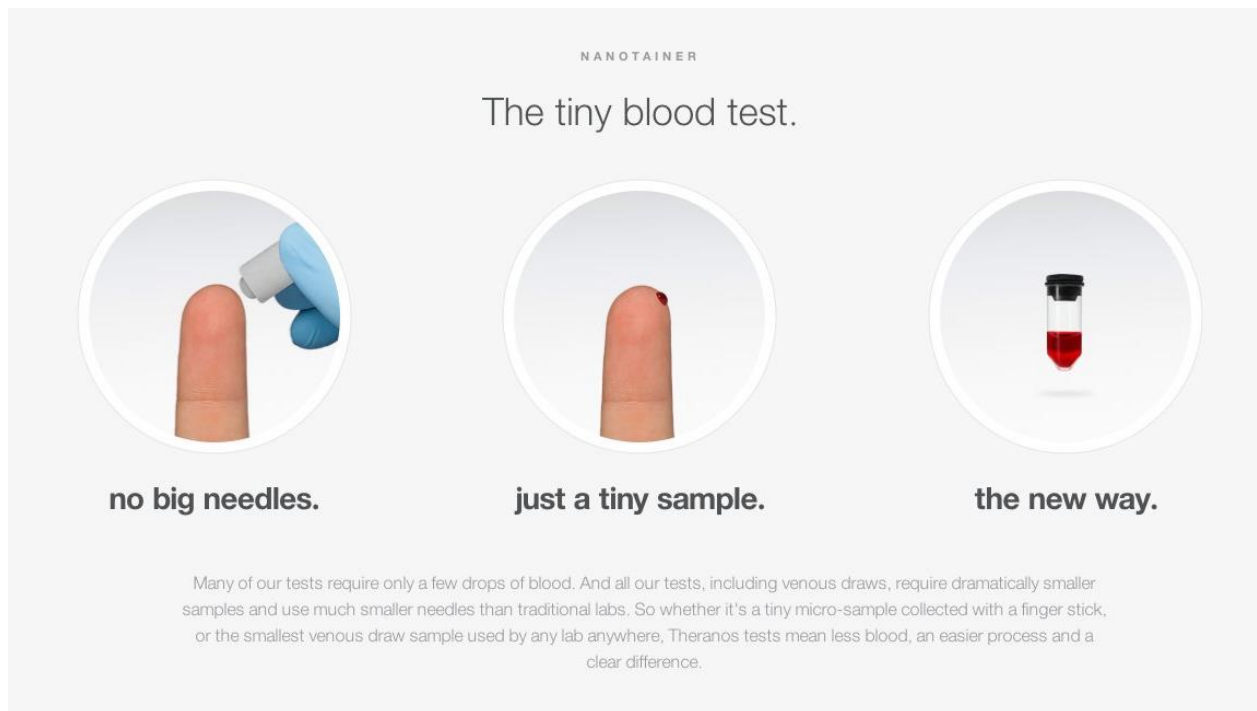 NANOTAINER
The tiny blood test.
no big needles.
just a tiny sample.
the new way.
Many of our tests require only a few drops of blood. And all our tests, including venous draws, require dramatically smaller
samples and use much smaller needles than traditional labs. So whether it's a tiny micro-sample collected with a finger stick,
or the smallest venous draw sample used by any lab anywhere, Theranos tests mean less blood, an easier process and a
clear difference.